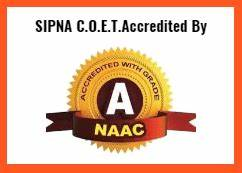 SIPNA C.O.E.T.Accredited By
ACCREDITED WITH GRADE
A
NAAC